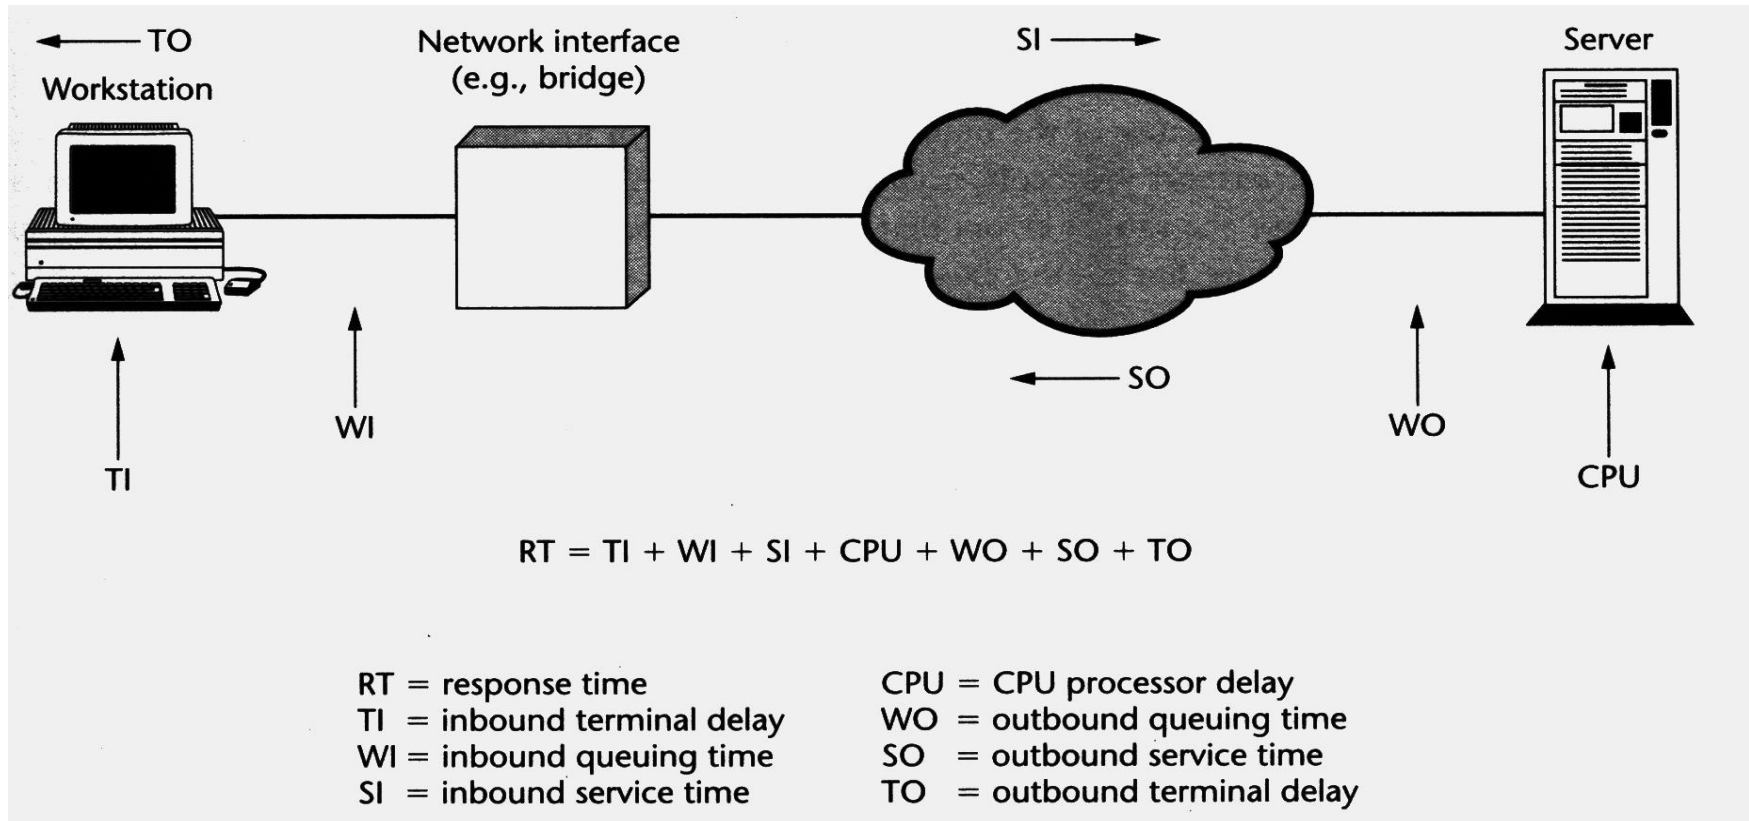 TO
Workstation
Network interface
(e.g., bridge)
SI
Server
SO
WI
WO
TI
CPU
RT = TI + WI + SI + CPU + WO + SO + TO
RT = response time
TI = inbound terminal delay
WI = inbound queuing time
SI = inbound service time
CPU = CPU processor delay
WO = outbound queuing time
SO = outbound service time
TO = outbound terminal delay